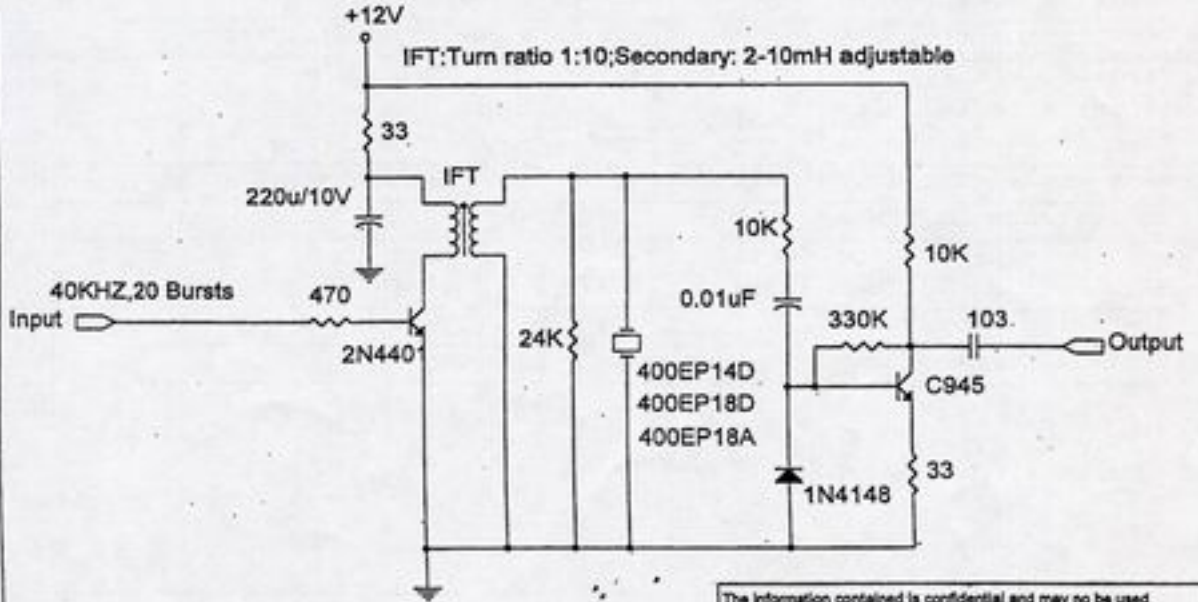 +12V
IFT:Turn ratio 1:10;Secondary: 2-10mH adjustable
33
IFT
220u/10V
10K
10K
40KHZ,20 Bursts
470
0.01uF
330K
103
Input
Output
2N4401
24K
400EP14D
C945
400EP18D
400EP18A
33
1N4148
The information contained is confidential and may no be used